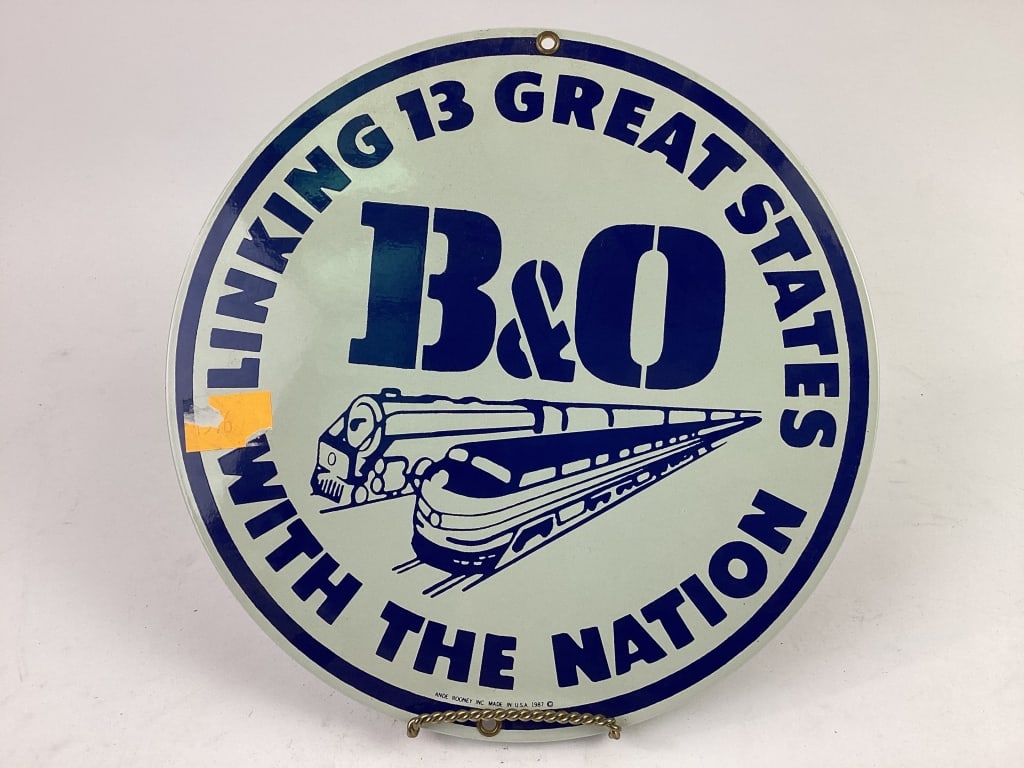 LINKING 13 GREAT STATES
B&O
WITH THE NATION
ANDE ROONEY INC. MADE IN U.S.A. 1987 ©